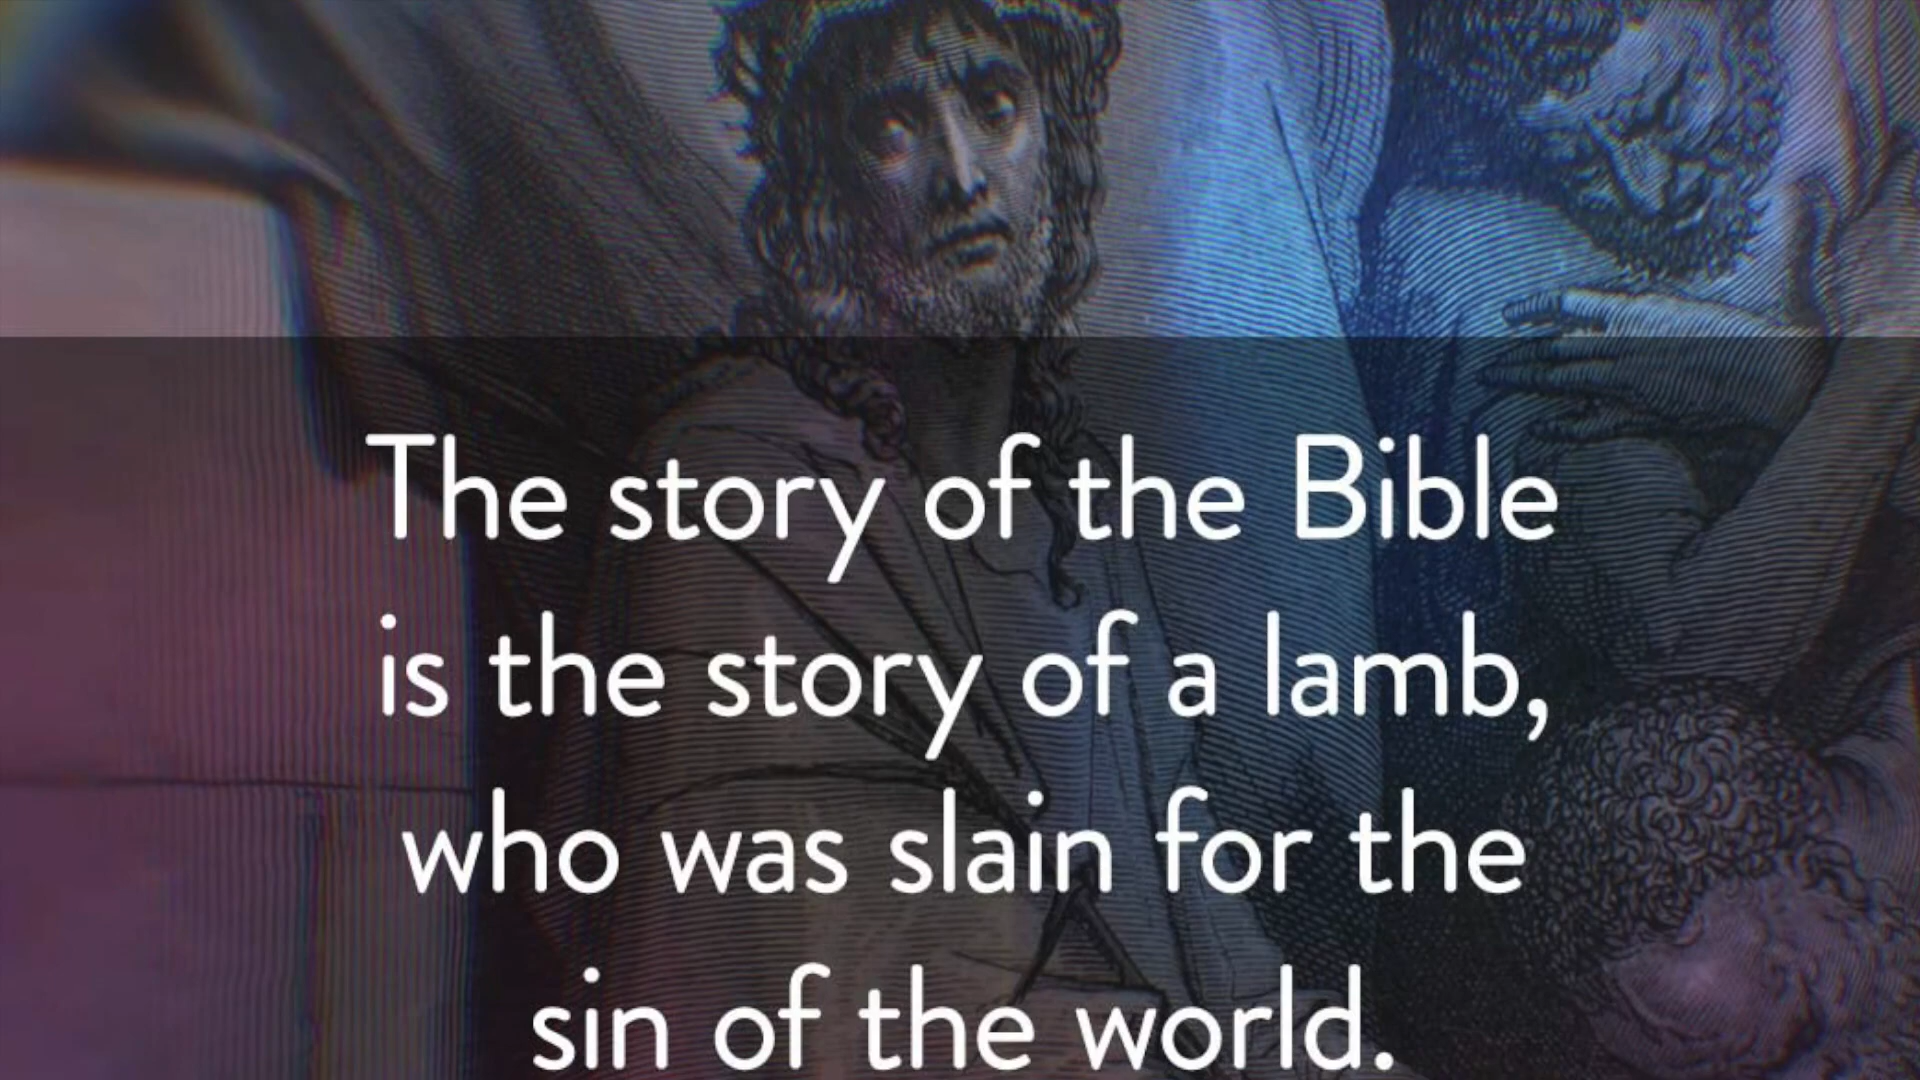 The story of the Bible
is the story of a lamb,
who was slain for the
sin of the world.